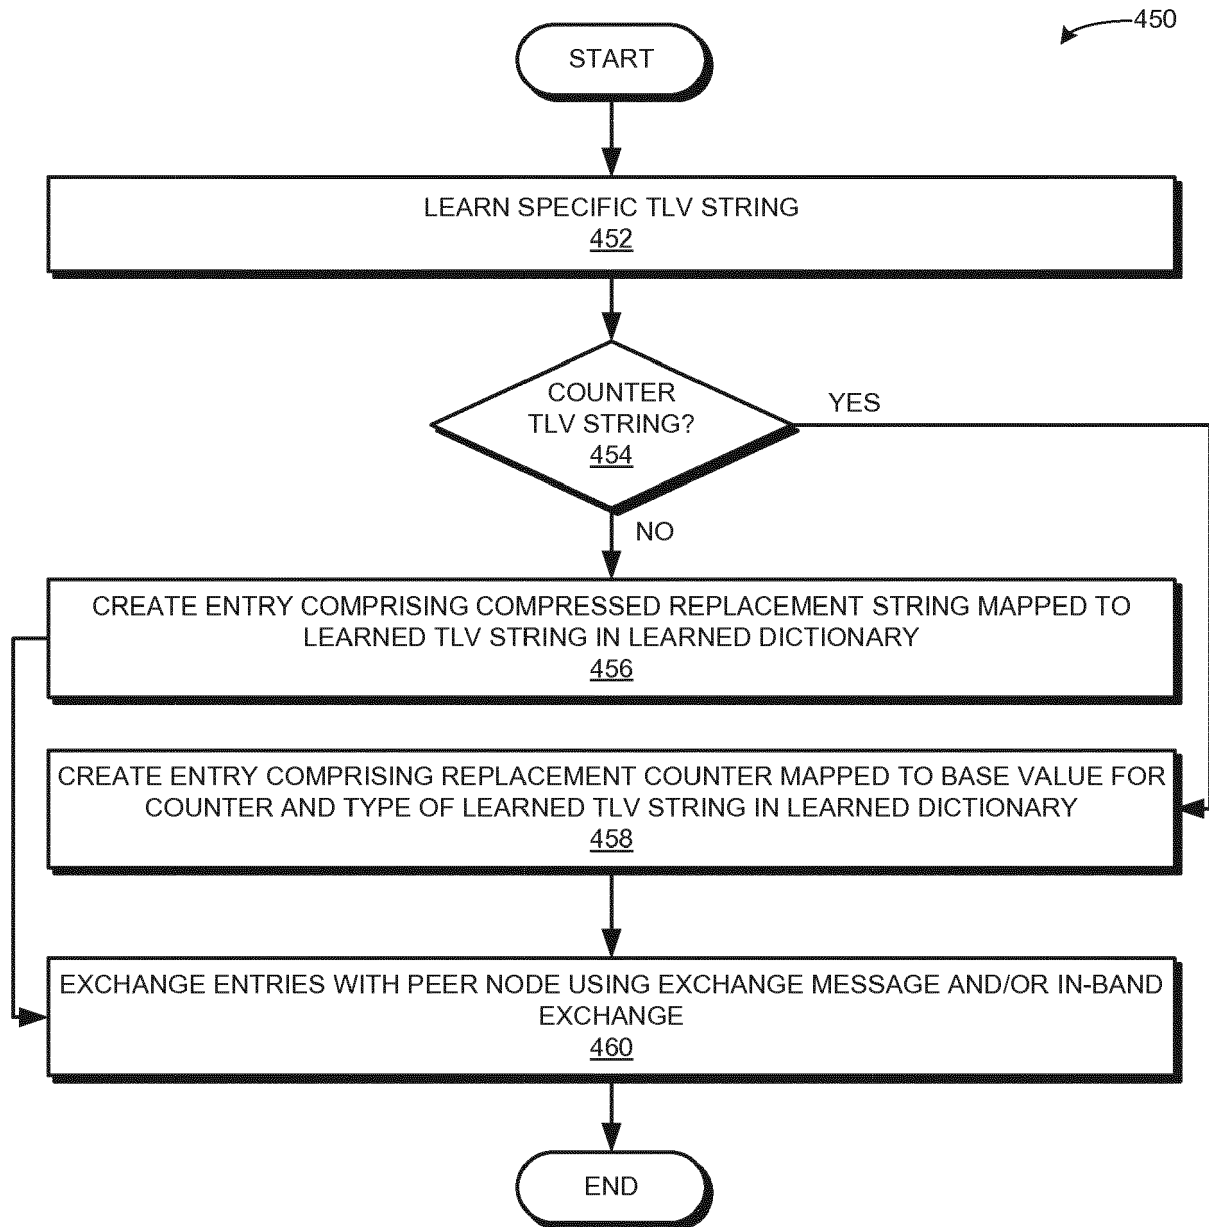 450
START
LEARN SPECIFIC TLV STRING
452
COUNTER
TLV STRING?
454
YES
NO
CREATE ENTRY COMPRISING COMPRESSED REPLACEMENT STRING MAPPED TO
LEARNED TLV STRING IN LEARNED DICTIONARY
456
CREATE ENTRY COMPRISING REPLACEMENT COUNTER MAPPED TO BASE VALUE FOR
COUNTER AND TYPE OF LEARNED TLV STRING IN LEARNED DICTIONARY
458
EXCHANGE ENTRIES WITH PEER NODE USING EXCHANGE MESSAGE AND/OR IN-BAND
EXCHANGE
460
END